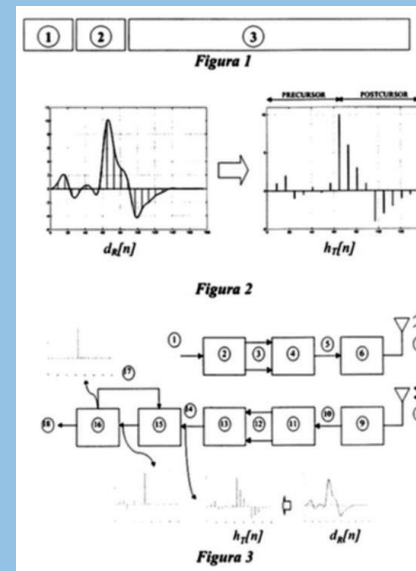 1 2 3
Figura 1
PRECURSOR POSTCURSOR
d_R[n] h_T[n]
Figura 2
1 2 3 4 5 6
17
18 16 15 14 13 12 11 10 9
h_T[n] d_R[n]
Figura 3